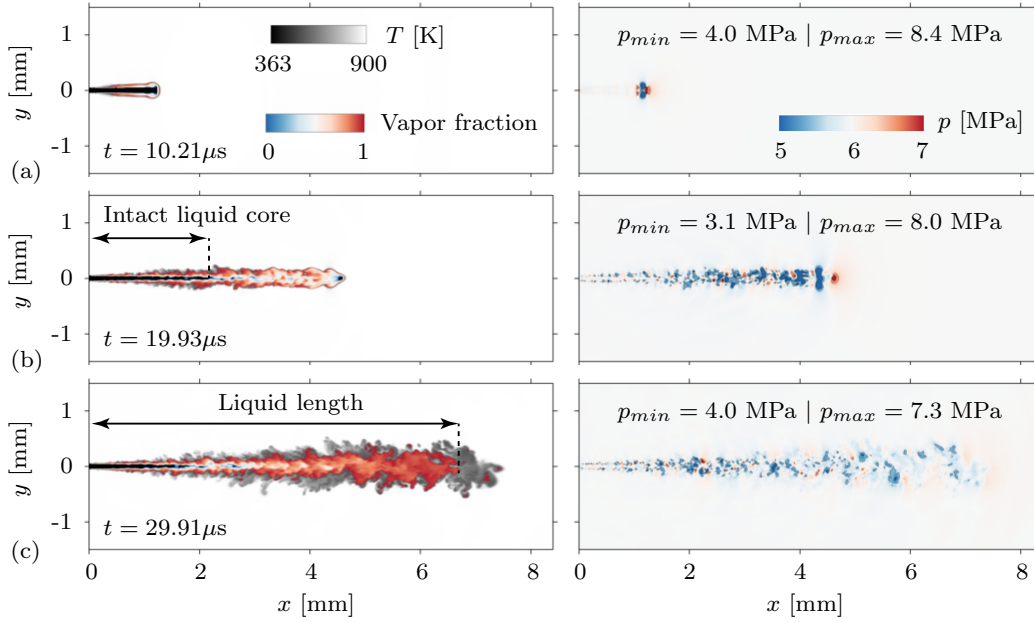 1
0
-1
y [mm]
T [K]
363 900
Vapor fraction
0 1
t = 10.21μs
(a)
p_min = 4.0 MPa | p_max = 8.4 MPa
p [MPa]
5 6 7
1
0
-1
y [mm]
Intact liquid core
t = 19.93μs
(b)
p_min = 3.1 MPa | p_max = 8.0 MPa
1
0
-1
y [mm]
Liquid length
t = 29.91μs
(c)
p_min = 4.0 MPa | p_max = 7.3 MPa
0 2 4 6 8
x [mm]
0 2 4 6 8
x [mm]